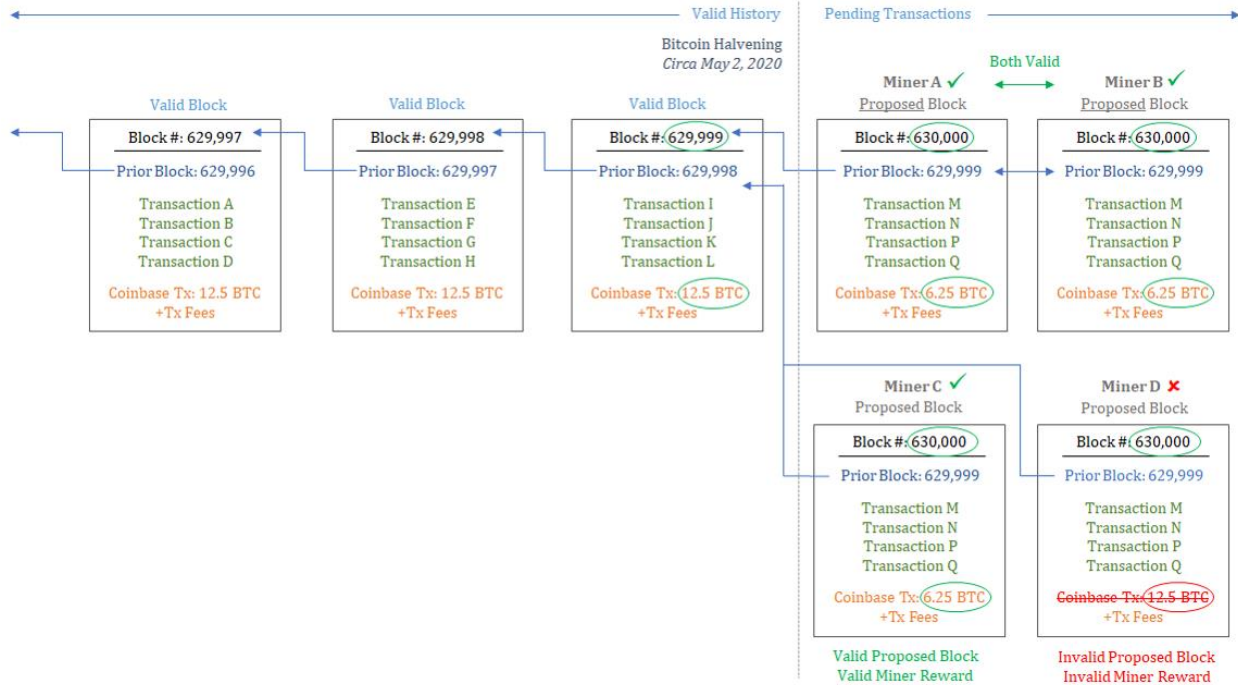 Valid History
Pending Transactions
Bitcoin Halvening
Circa May 2, 2020
Valid Block
Block #: 629,997
Prior Block: 629,996
Transaction A
Transaction B
Transaction C
Transaction D
Coinbase Tx: 12.5 BTC
+Tx Fees
Valid Block
Block #: 629,998
Prior Block: 629,997
Transaction E
Transaction F
Transaction G
Transaction H
Coinbase Tx: 12.5 BTC
+Tx Fees
Valid Block
Block #: 629,999
Prior Block: 629,998
Transaction I
Transaction J
Transaction K
Transaction L
Coinbase Tx: 12.5 BTC
+Tx Fees
Both Valid
Miner A ✓
Proposed Block
Block #: 630,000
Prior Block: 629,999
Transaction M
Transaction N
Transaction P
Transaction Q
Coinbase Tx: 6.25 BTC
+Tx Fees
Miner B ✓
Proposed Block
Block #: 630,000
Prior Block: 629,999
Transaction M
Transaction N
Transaction P
Transaction Q
Coinbase Tx: 6.25 BTC
+Tx Fees
Miner C ✓
Proposed Block
Block #: 630,000
Prior Block: 629,999
Transaction M
Transaction N
Transaction P
Transaction Q
Coinbase Tx: 6.25 BTC
+Tx Fees
Valid Proposed Block
Valid Miner Reward
Miner D ✘
Proposed Block
Block #: 630,000
Prior Block: 629,999
Transaction M
Transaction N
Transaction P
Transaction Q
Coinbase Tx: 12.5 BTC
+Tx Fees
Invalid Proposed Block
Invalid Miner Reward